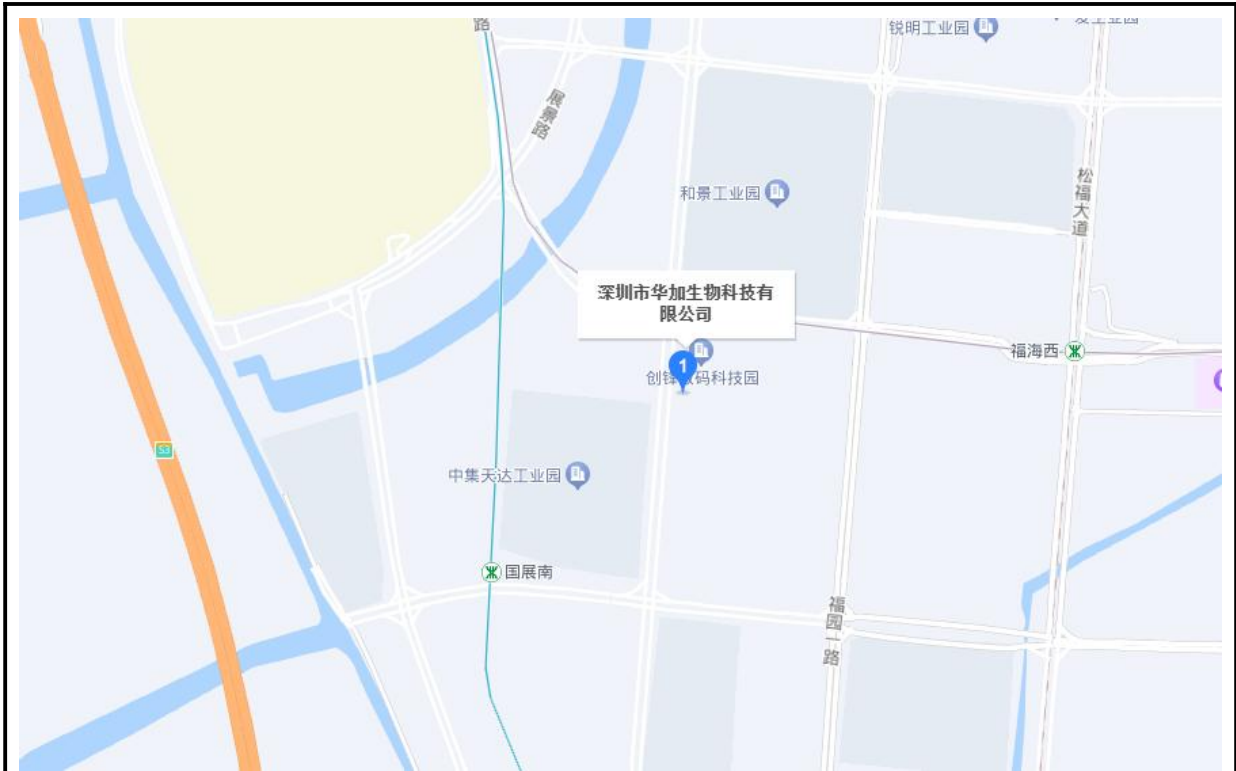 路
锐明工业园
展景路
和景工业园
松福大道
深圳市华加生物科技有
限公司
福海西
1
创锋数码科技园
S3
中集天达工业园
国展南
福园一路